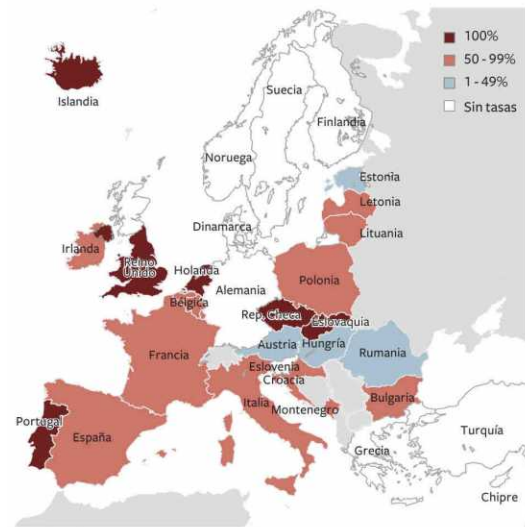 100%
50 - 99%
1 - 49%
Sin tasas
Islandia
Suecia
Finlandia
Noruega
Estonia
Letonia
Lituania
Dinamarca
Irlanda
Reino
Unido
Holanda
Alemania
Polonia
Bélgica
Rep. Checa
Eslovaquia
Francia
Austria
Hungría
Rumania
Eslovenia
Croacia
Italia
Montenegro
Bulgaria
Portugal
España
Grecia
Turquía
Chipre